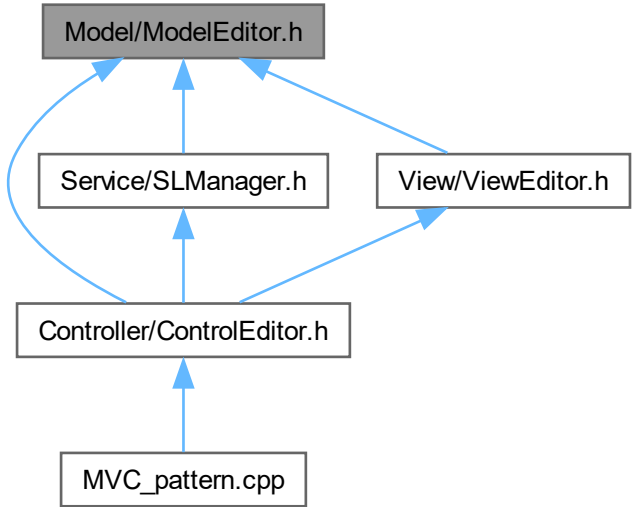 Model/ModelEditor.h
Service/SLManager.h
View/ViewEditor.h
Controller/ControlEditor.h
MVC_pattern.cpp